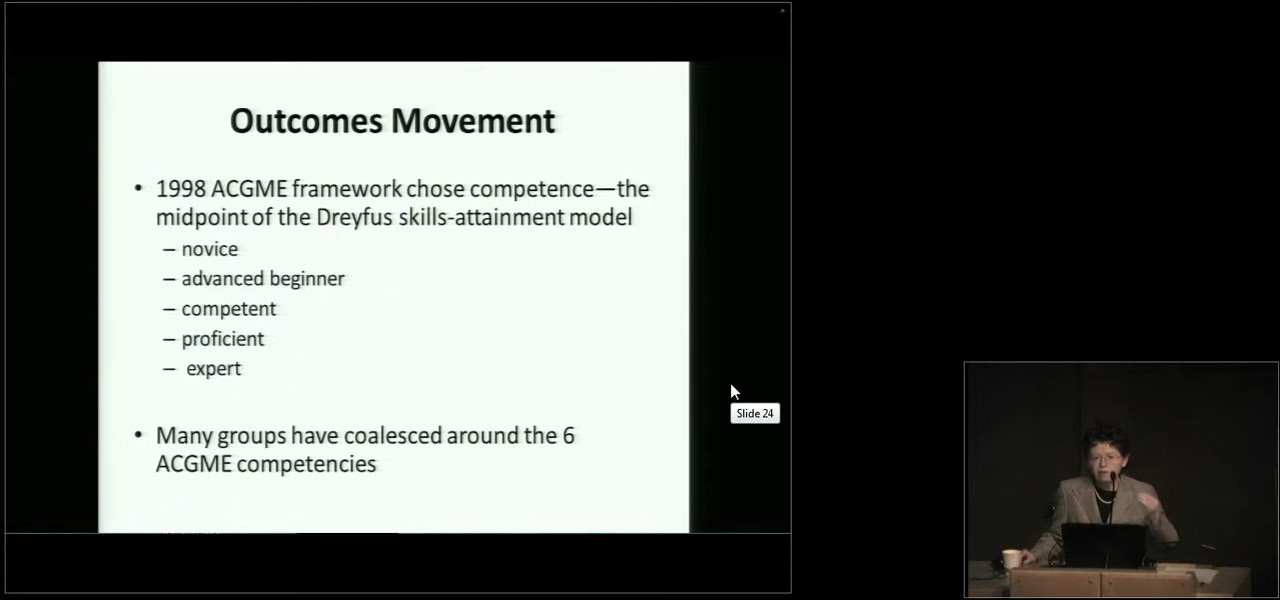 Outcomes Movement
• 1998 ACGME framework chose competence—the
midpoint of the Dreyfus skills-attainment model
– novice
– advanced beginner
– competent
– proficient
– expert
• Many groups have coalesced around the 6
ACGME competencies
Slide 24